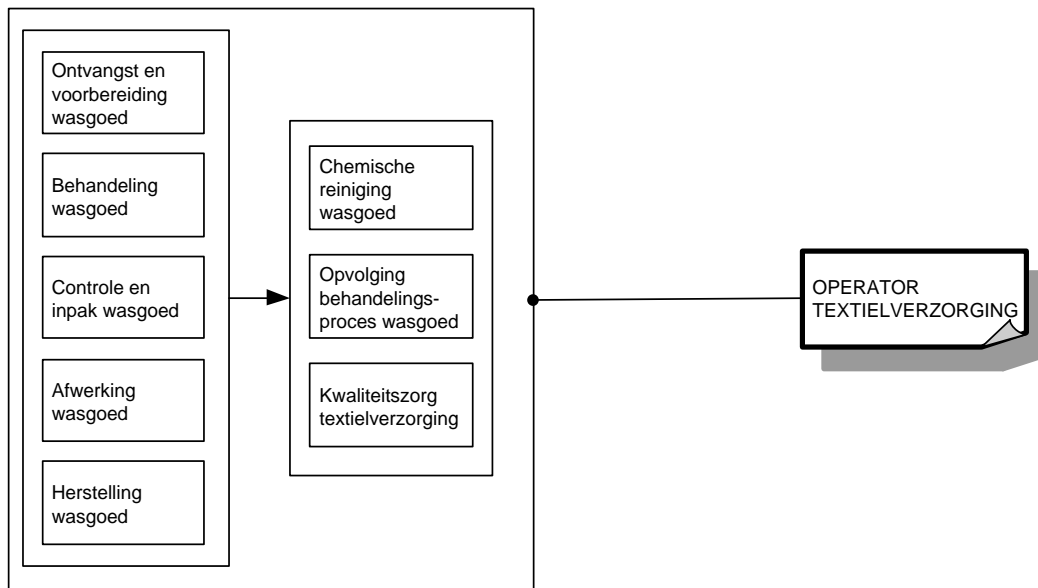 Ontvangst en
voorbereiding
wasgoed
Behandeling
wasgoed
Controle en
inpak wasgoed
Afwerking
wasgoed
Herstelling
wasgoed
Chemische
reiniging
wasgoed
Opvolging
behandelings-
proces wasgoed
Kwaliteitszorg
textielverzorging
OPERATOR
TEXTIELVERZORGING